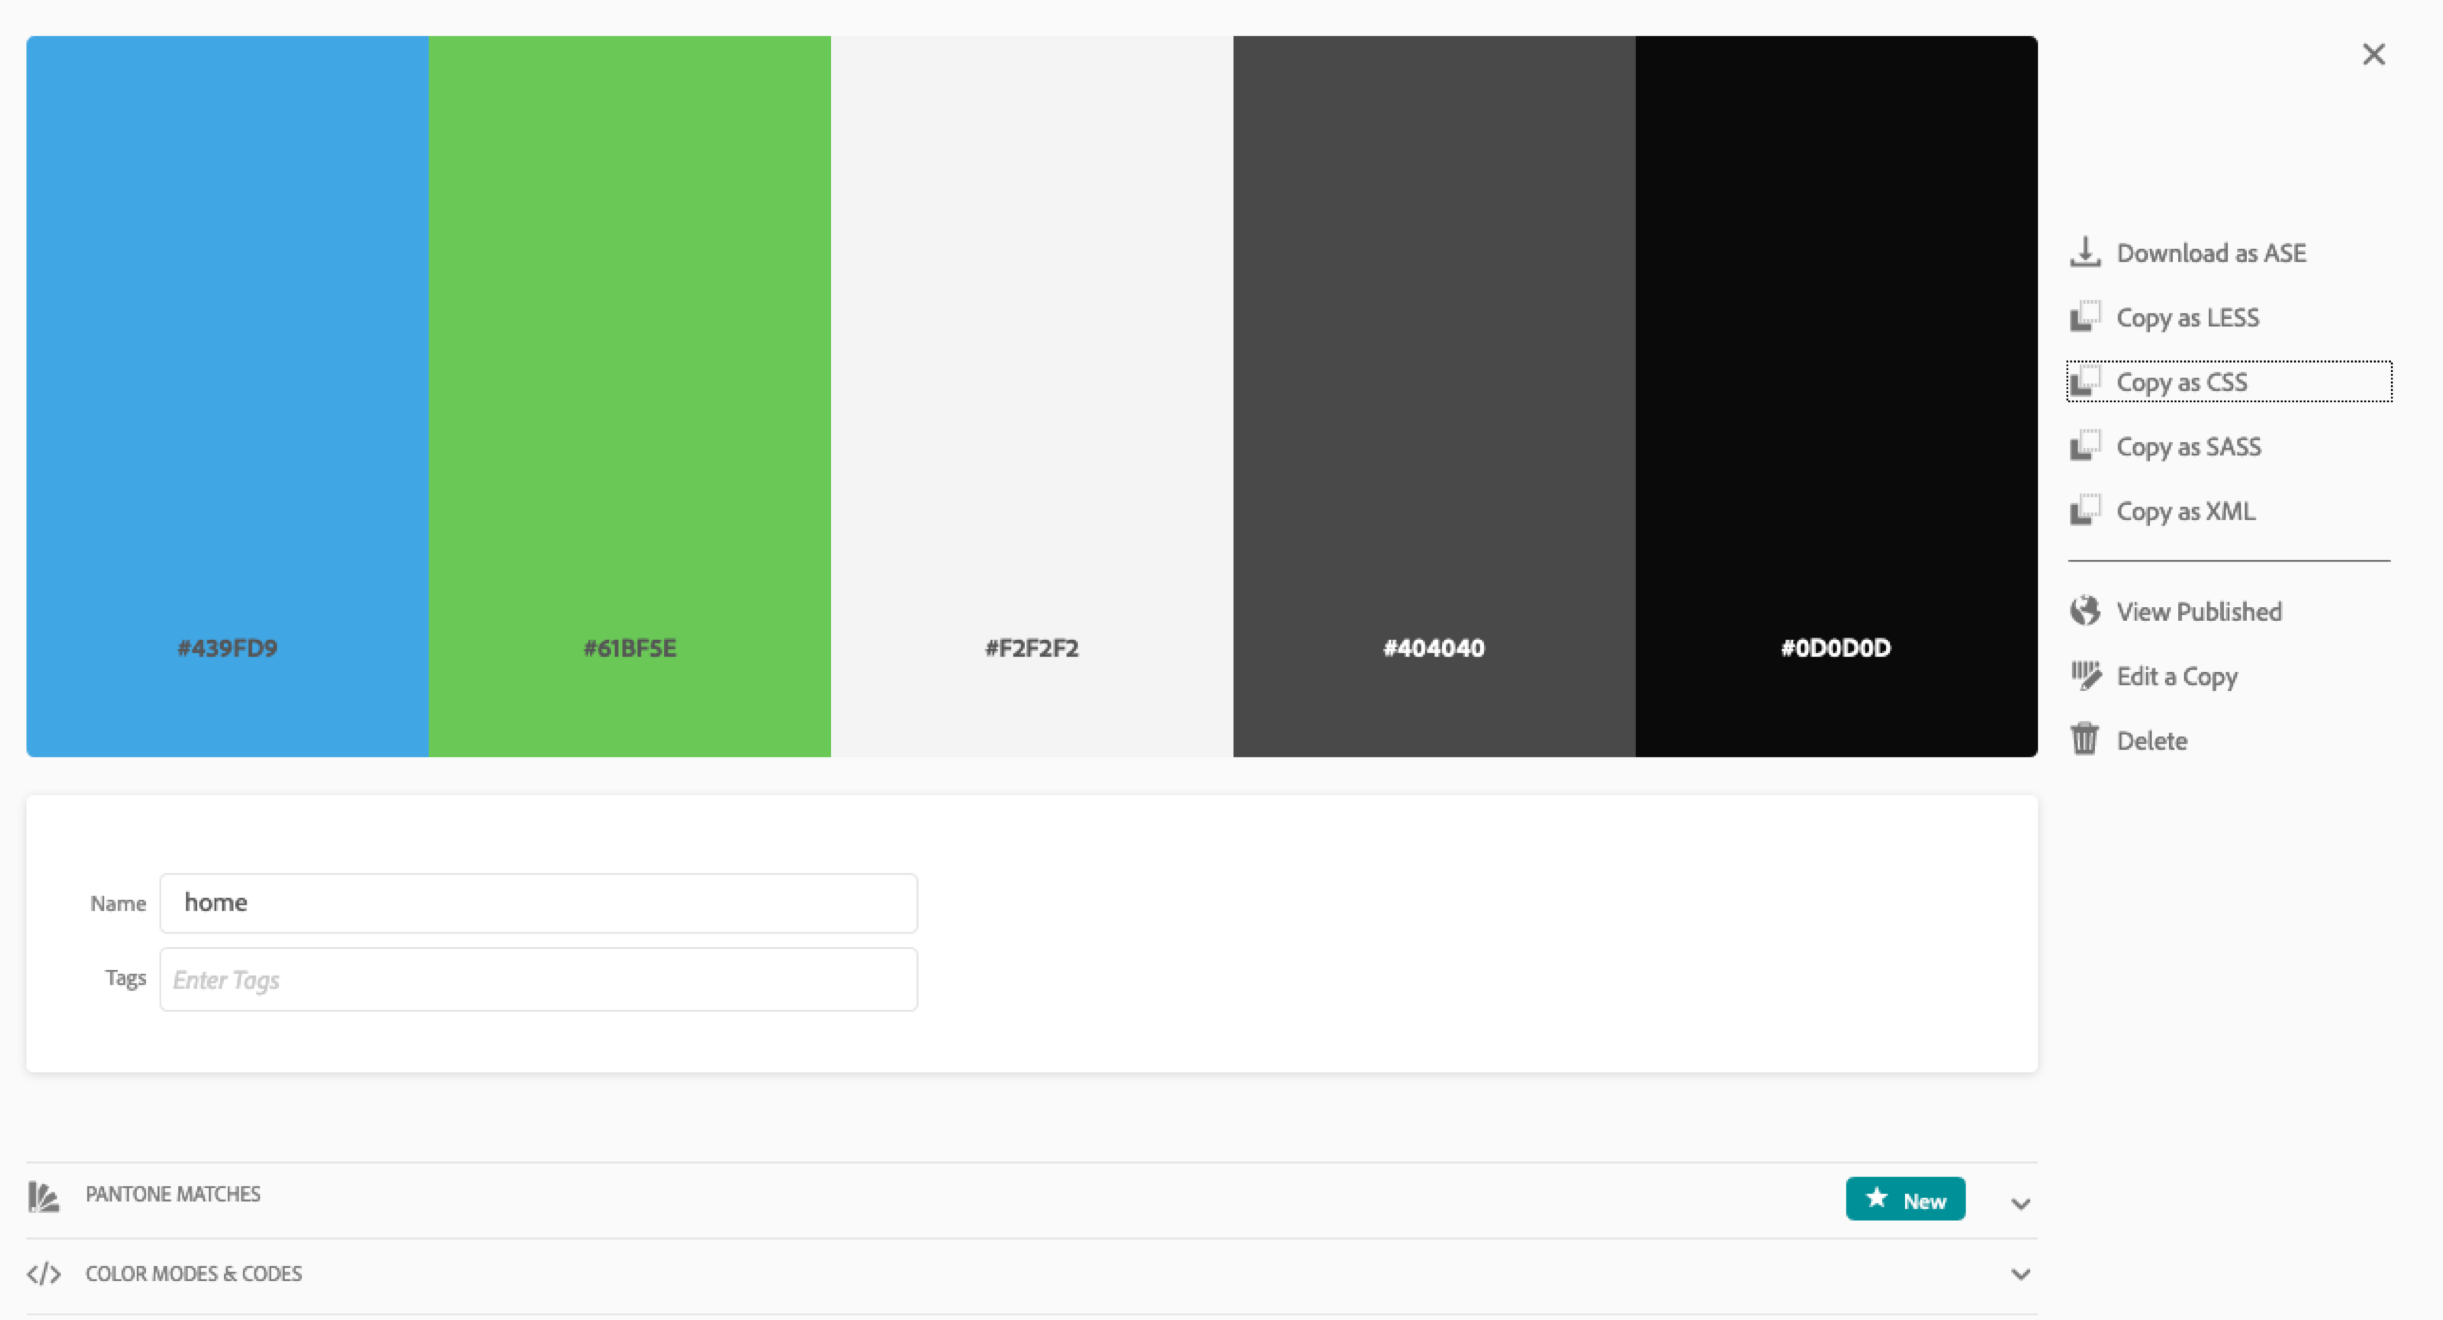 #439FD9
#61BF5E
#F2F2F2
#404040
#0D0D0D
Download as ASE
Copy as LESS
Copy as CSS
Copy as SASS
Copy as XML
View Published
Edit a Copy
Delete
Name
home
Tags
Enter Tags
PANTONE MATCHES
New
COLOR MODES & CODES